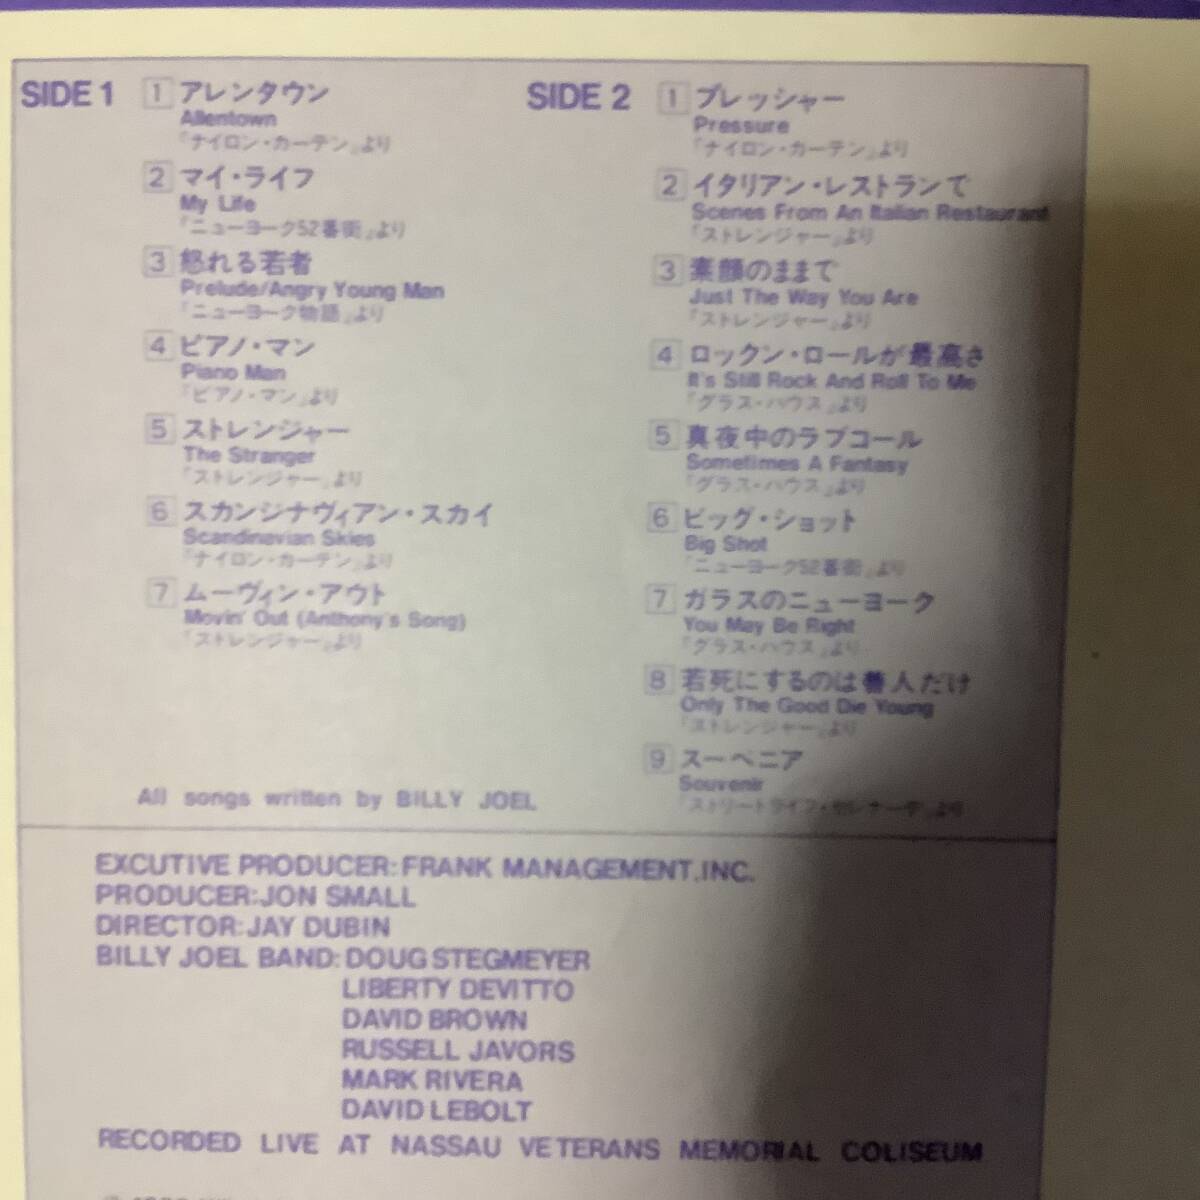 SIDE 1
1 アレンタウン
Allentown
「ナイロン・カーテン」より
2 マイ・ライフ
My Life
「ニューヨーク52番街」より
3 怒れる若者
Prelude/Angry Young Man
「ニューヨーク物語」より
4 ピアノ・マン
Piano Man
「ピアノ・マン」より
5 ストレンジャー
The Stranger
「ストレンジャー」より
6 スカンジナヴィアン・スカイ
Scandinavian Skies
「ナイロン・カーテン」より
7 ムーヴィン・アウト
Movin' Out (Anthony's Song)
「ストレンジャー」より
SIDE 2
1 プレッシャー
Pressure
「ナイロン・カーテン」より
2 イタリアン・レストランで
Scenes From An Italian Restaurant
「ストレンジャー」より
3 素顔のままで
Just The Way You Are
「ストレンジャー」より
4 ロックン・ロールが最高さ
It's Still Rock And Roll To Me
「グラス・ハウス」より
5 真夜中のラブコール
Sometimes A Fantasy
「グラス・ハウス」より
6 ビッグ・ショット
Big Shot
「ニューヨーク52番街」より
7 ガラスのニューヨーク
You May Be Right
「グラス・ハウス」より
8 若死にするのは善人だけ
Only The Good Die Young
「ストレンジャー」より
9 スーベニア
Souvenir
「ストリートライフ・セレナーデ」より
All songs written by BILLY JOEL
EXCUTIVE PRODUCER:FRANK MANAGEMENT.INC.
PRODUCER:JON SMALL
DIRECTOR:JAY DUBIN
BILLY JOEL BAND:DOUG STEGMEYER
LIBERTY DEVITTO
DAVID BROWN
RUSSELL JAVORS
MARK RIVERA
DAVID LEBOLT
RECORDED LIVE AT NASSAU VETERANS MEMORIAL COLISEUM